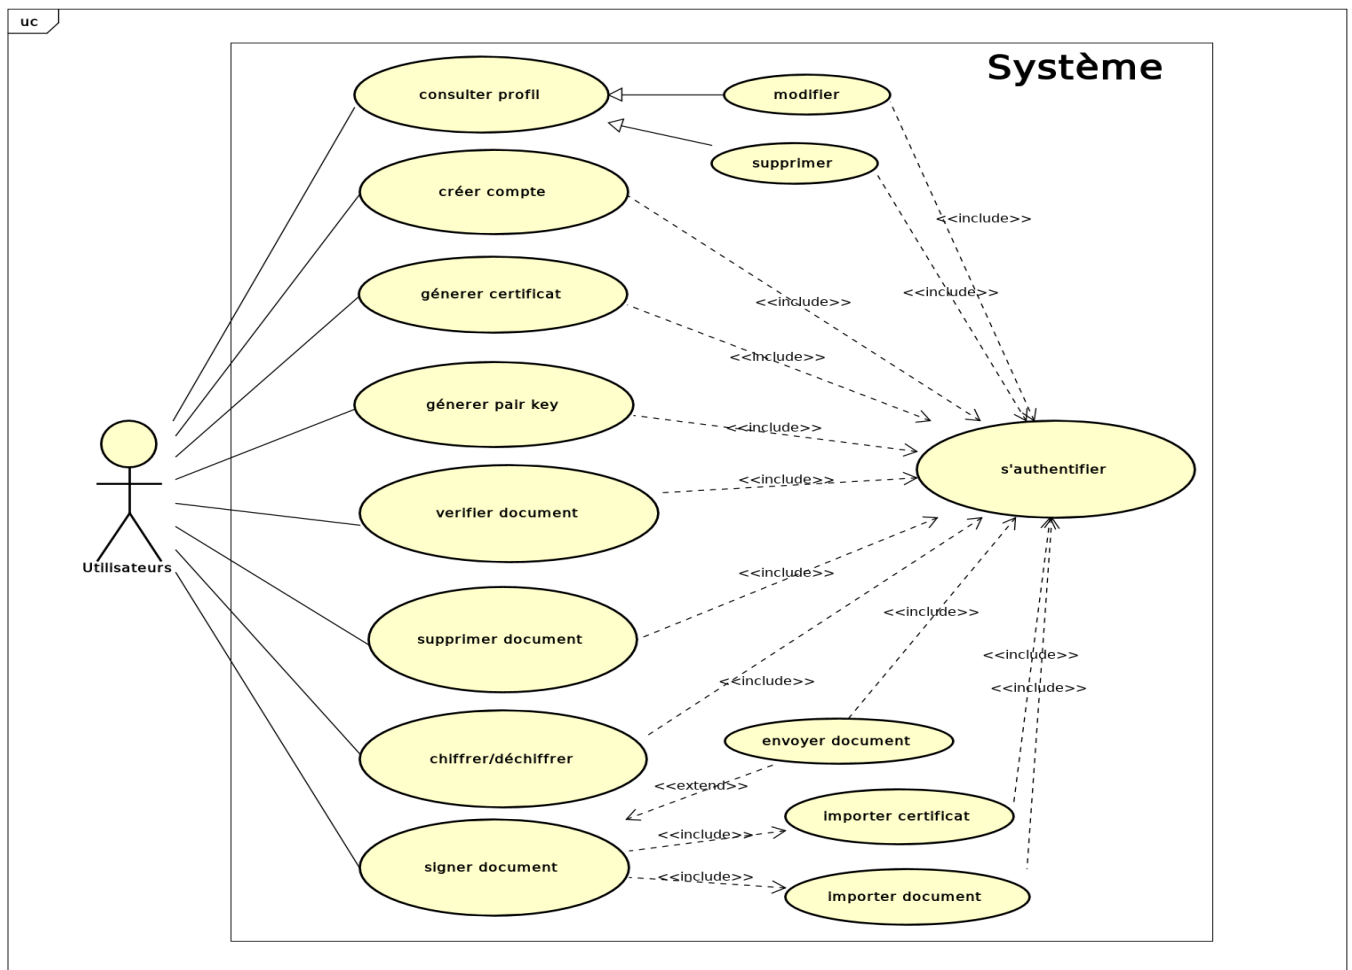 uc
Système
consulter profil
modifier
supprimer
créer compte
<<include>>
génerer certificat
<<include>>
<<include>>
<<include>>
génerer pair key
<<include>>
s'authentifier
<<include>>
verifier document
Utilisateurs
<<include>>
<<include>>
supprimer document
<<include>>
<<include>>
<<include>>
envoyer document
chiffrer/déchiffrer
<<extend>>
importer certificat
<<include>>
signer document
<<include>>
importer document